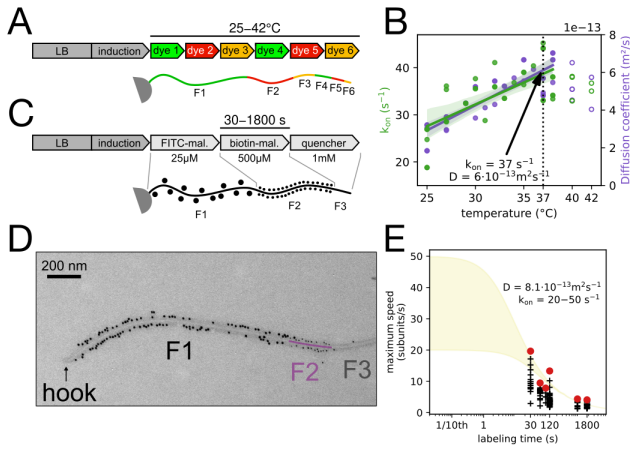 A
25–42°C
LB
induction
dye 1
dye 2
dye 3
dye 4
dye 5
dye 6
F1
F2
F3
F4
F5
F6
C
30–1800 s
LB
induction
FITC-mal.
biotin-mal.
quencher
25µM
500µM
1mM
F1
F2
F3
B
1e−13
kon (s⁻¹)
40
30
20
8
6
4
2
0
Diffusion coefficient (m²/s)
kon = 37 s⁻¹
D = 6·10⁻¹³m²s⁻¹
25
30
35
37
40
42
temperature (°C)
D
200 nm
F1
F2
F3
hook
E
maximum speed
(subunits/s)
50
40
30
20
10
0
D = 8.1·10⁻¹³m²s⁻¹
kon = 20−50 s⁻¹
1/10th
1
30
120
1800
labeling time (s)